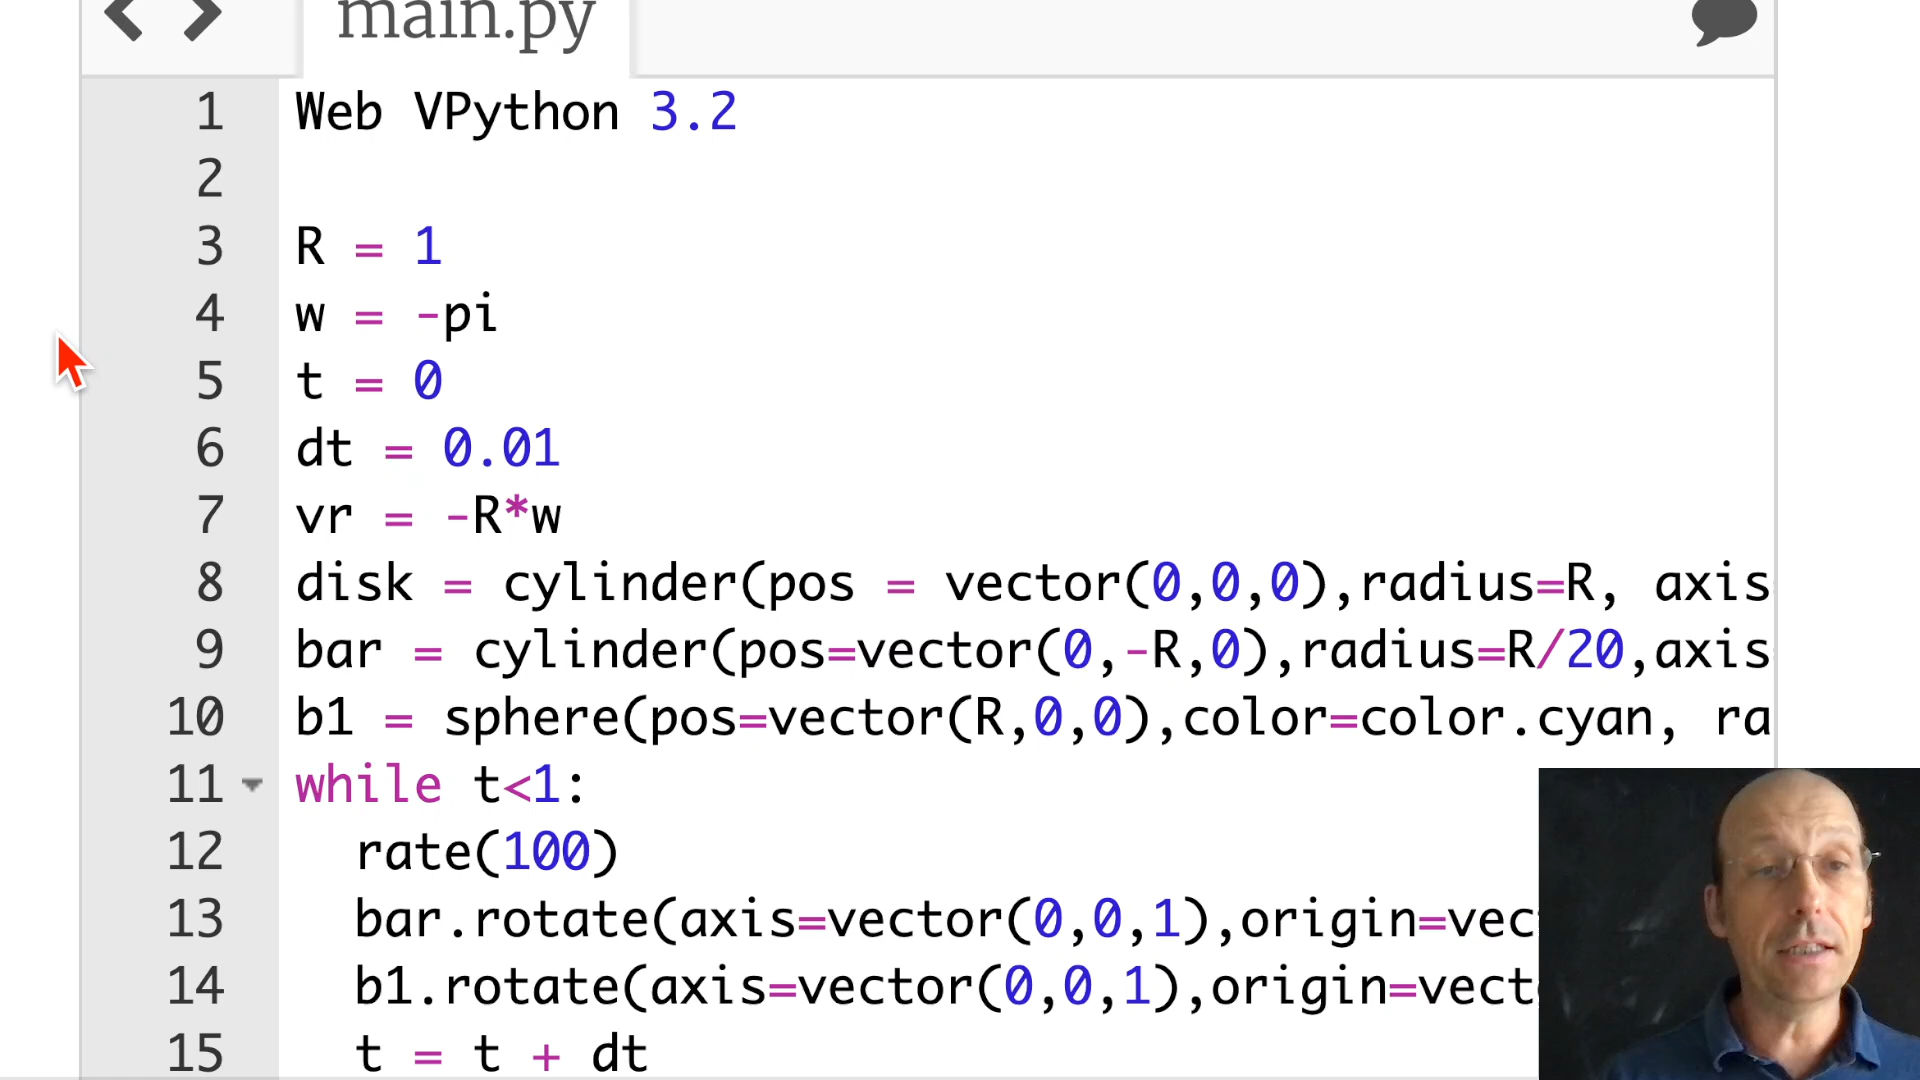 main.py
1 Web VPython 3.2
2
3 R = 1
4 w = -pi
5 t = 0
6 dt = 0.01
7 vr = -R*w
8 disk = cylinder(pos = vector(0,0,0),radius=R, axis
9 bar = cylinder(pos=vector(0,-R,0),radius=R/20,axis
10 b1 = sphere(pos=vector(R,0,0),color=color.cyan, ra
11 while t<1:
12 rate(100)
13 bar.rotate(axis=vector(0,0,1),origin=vec
14 b1.rotate(axis=vector(0,0,1),origin=vect
15 t = t + dt